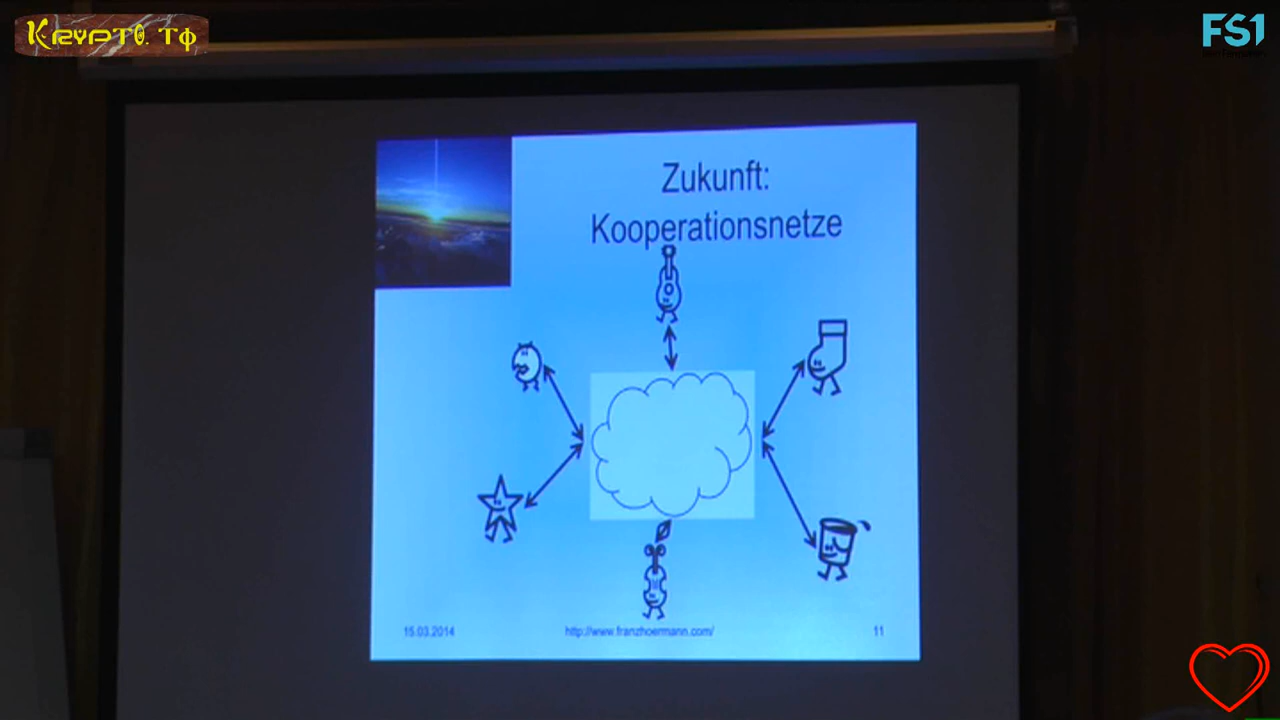 KRYPTO.TΦ
FS1
Zukunft:
Kooperationsnetze
15.03.2014
http://www.franzhoermann.com/
11